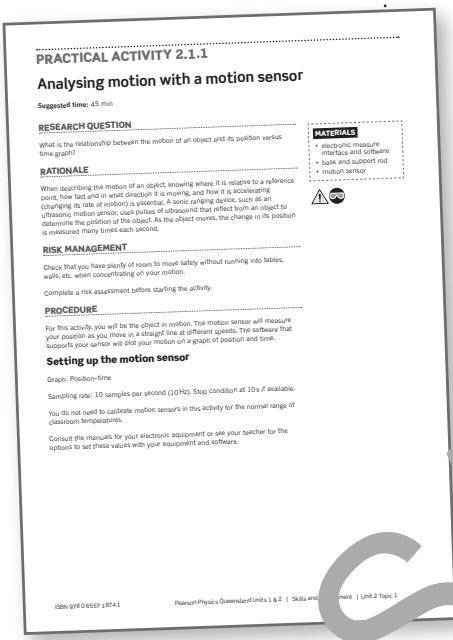 PRACTICAL ACTIVITY 2.1.1
Analysing motion with a motion sensor
Suggested time: 45 min
RESEARCH QUESTION
What is the relationship between the motion of an object and its position versus
time graph?
RATIONALE
When describing the motion of an object, knowing where it is relative to a reference
point, how fast and in what direction it is moving, and how it is accelerating
(changing its rate of motion) is essential. A sonic ranging device, such as an
ultrasonic motion sensor, uses pulses of ultrasound that reflect from an object to
determine the position of the object. As the object moves, the change in its position
is measured many times each second.
RISK MANAGEMENT
Check that you have plenty of room to move safely without running into tables,
walls, etc. when concentrating on your motion.
Complete a risk assessment before starting the activity.
PROCEDURE
For this activity, you will be the object in motion. The motion sensor will measure
your position as you move in a straight line at different speeds. The software that
supports your sensor will plot your motion on a graph of position and time.
Setting up the motion sensor
Graph: Position–time
Sampling rate: 10 samples per second (10 Hz). Stop condition at 10 s if available.
You do not need to calibrate motion sensors in this activity for the normal range of
classroom temperatures.
Consult the manuals for your electronic equipment or see your teacher for the
options to set these values with your equipment and software.
MATERIALS
• electronic measure
interface and software
• base and support rod
• motion sensor
ISBN 978 0 6557 1874 1
Pearson Physics Queensland Units 1 & 2 | Skills and ment | Unit 2 Topic 1